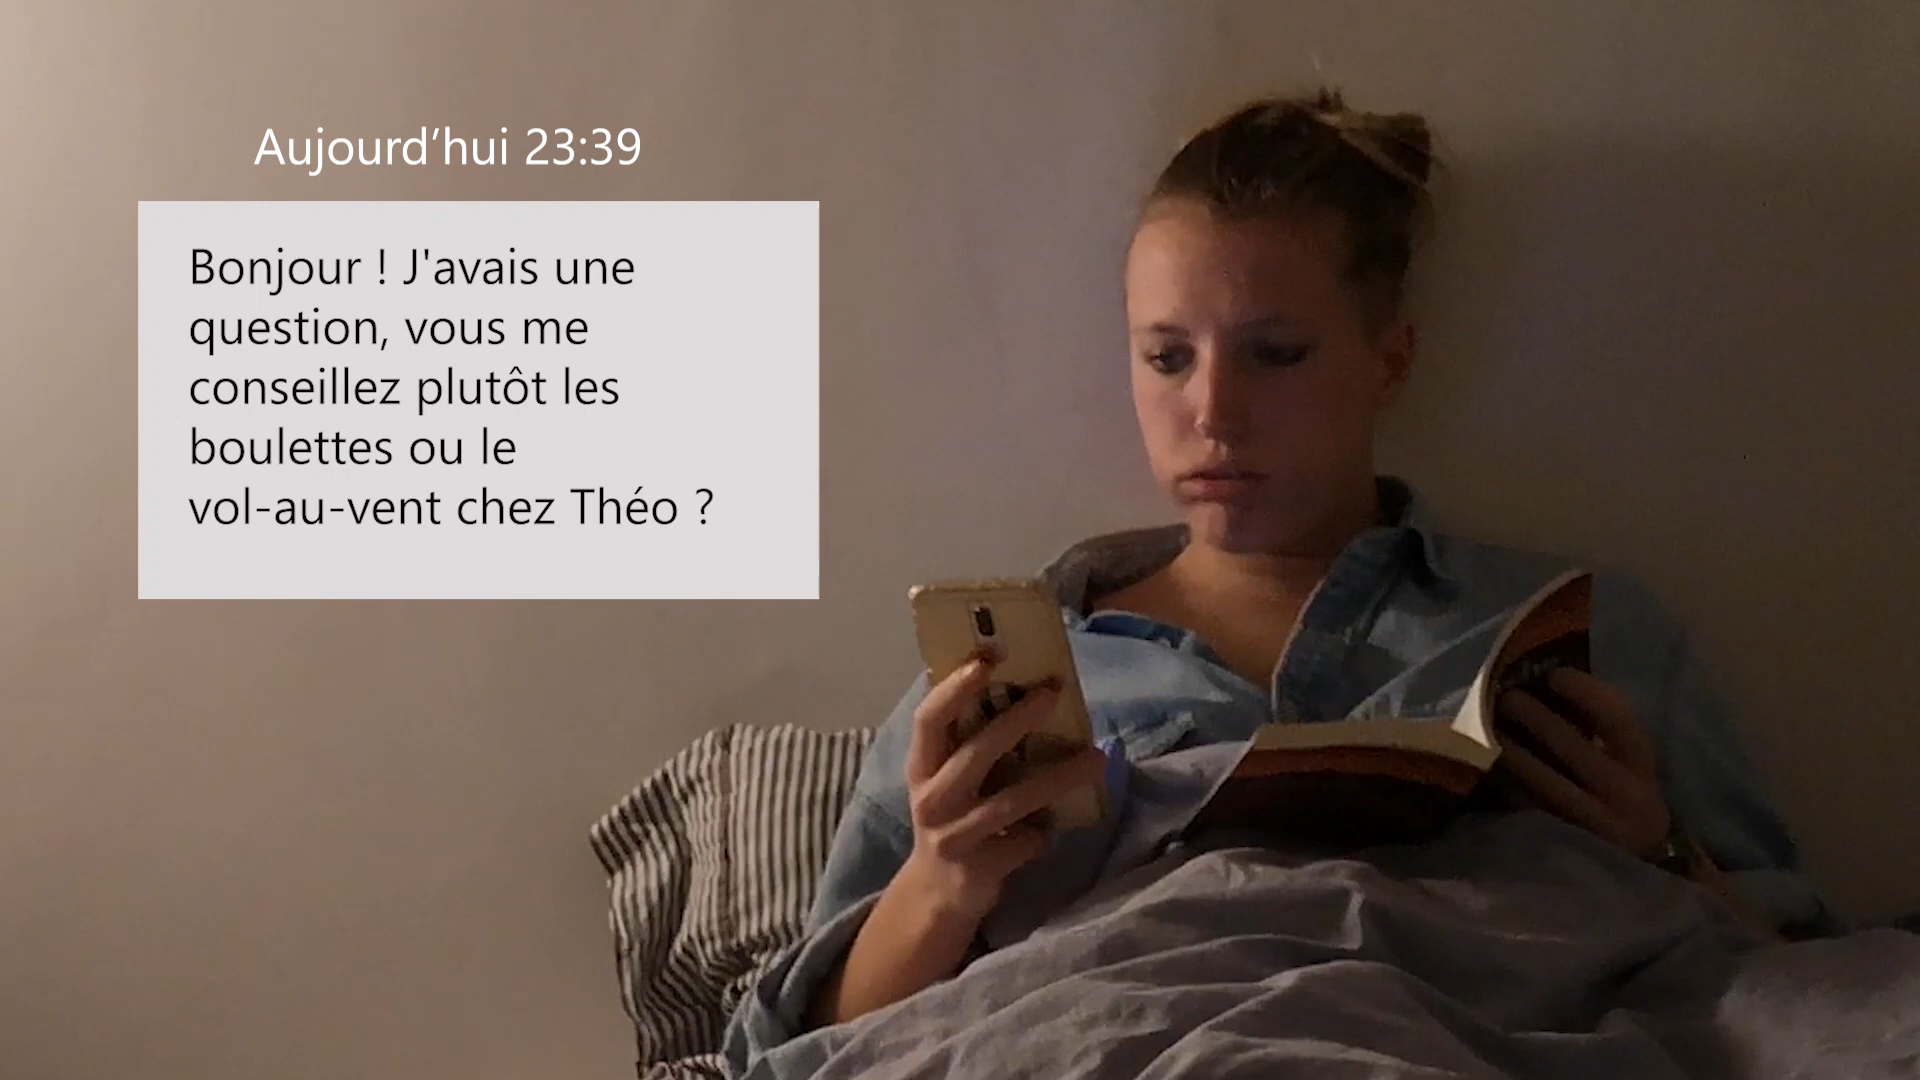 Aujourd’hui 23:39
Bonjour ! J'avais une
question, vous me
conseillez plutôt les
boulettes ou le
vol-au-vent chez Théo ?